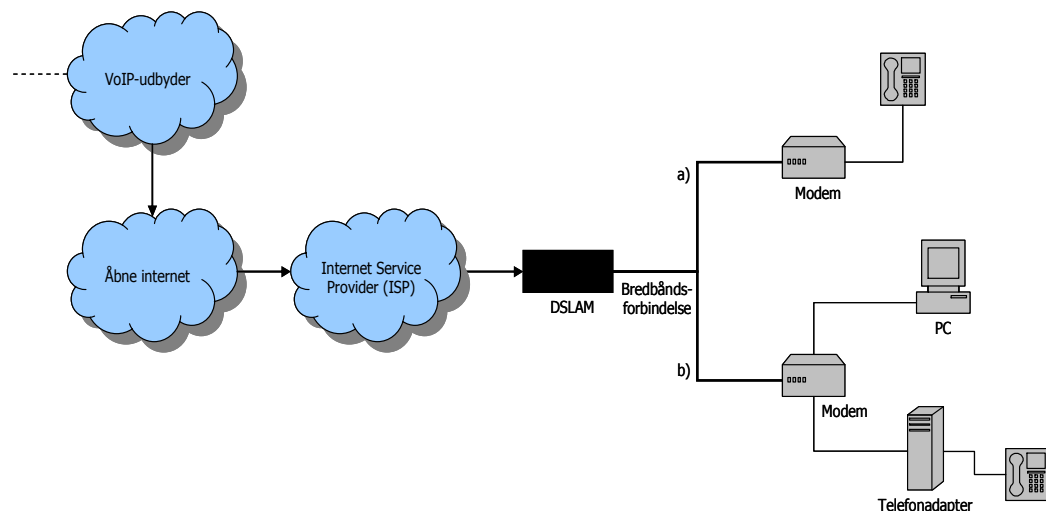 VoIP-udbyder
a)
Modem
Åbne internet
Internet Service
Provider (ISP)
DSLAM
Bredbånds-
forbindelse
PC
b)
Modem
Telefonadapter